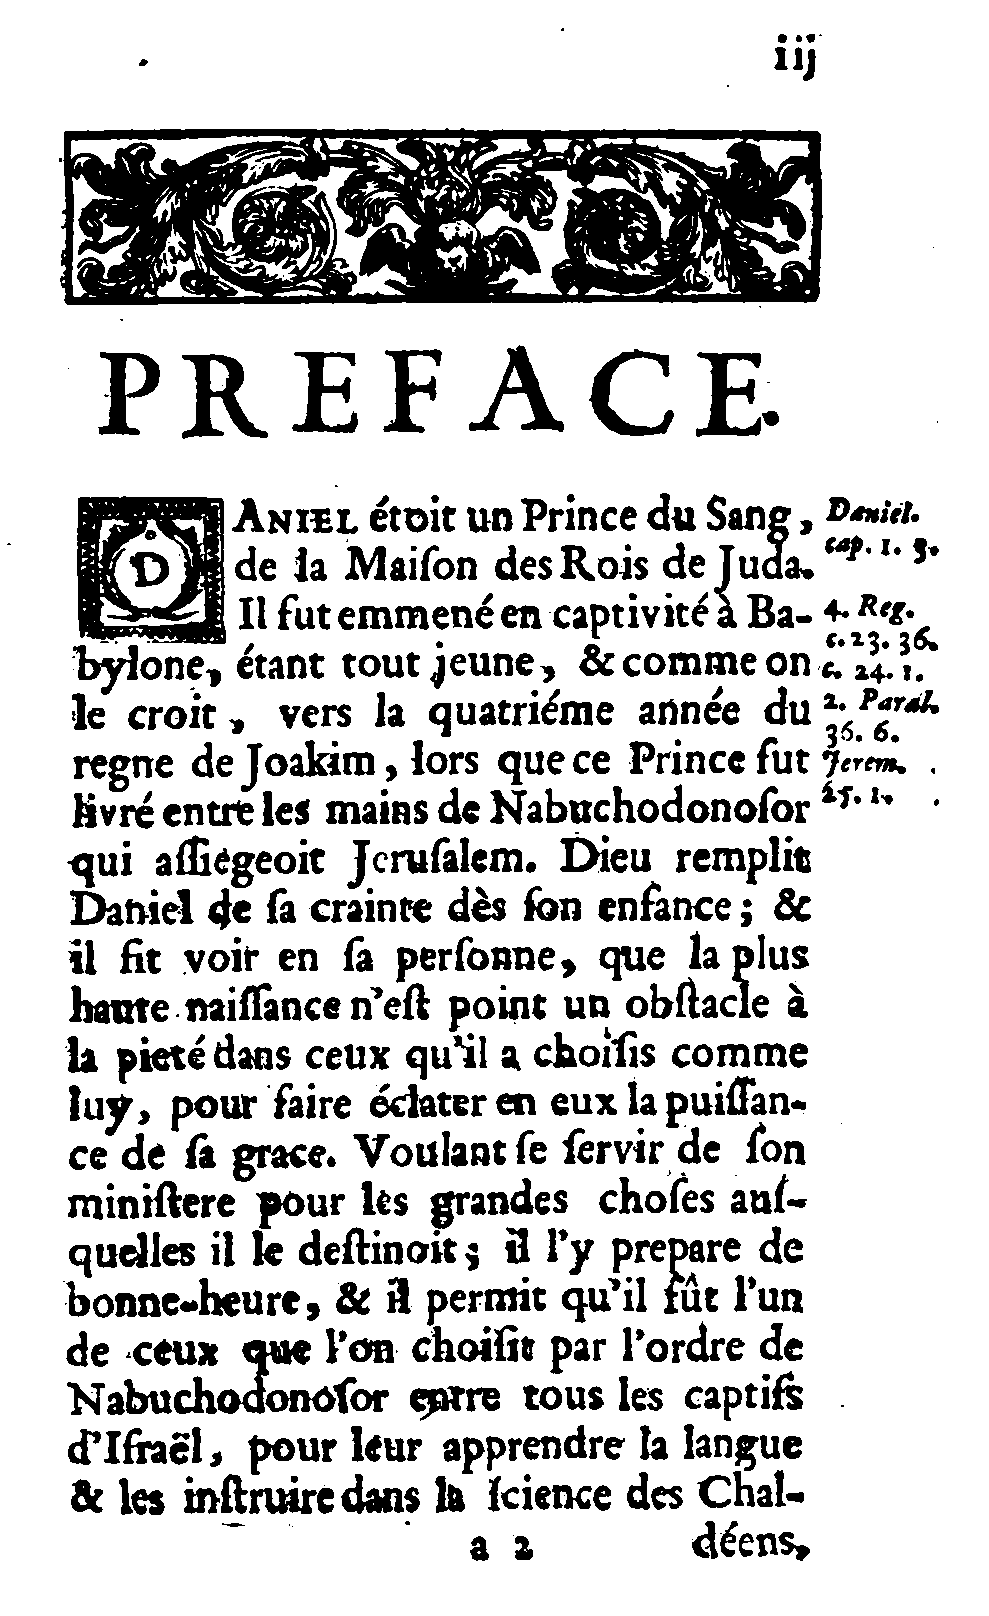 iij
PREFACE.
DANIEL étoit un Prince du Sang,
de la Maiſon des Rois de Juda.
Il fut emmené en captivité à Ba-
bylone, étant tout jeune, & comme on
le croit, vers la quatriéme année du
regne de Joakim, lors que ce Prince fut
livré entre les mains de Nabuchodonoſor
qui aſſiegeoit Jeruſalem. Dieu remplit
Daniel de ſa crainte dès ſon enfance; &
il fit voir en ſa perſonne, que la plus
haute naiſſance n'eſt point un obſtacle à
la pieté dans ceux qu'il a choiſis comme
luy, pour faire éclater en eux la puiſſan-
ce de ſa grace. Voulant ſe ſervir de ſon
miniſtere pour les grandes choſes auſ-
quelles il le deſtinoit; il l'y prepare de
bonne-heure, & il permit qu'il fût l'un
de ceux que l'on choiſit par l'ordre de
Nabuchodonoſor entre tous les captifs
d'Iſraël, pour leur apprendre la langue
& les inſtruire dans la ſcience des Chal-
a 2 déens,
Daniel.
cap. 1. 3.
4. Reg.
c. 23. 36.
c. 24. 1.
2. Paral.
36. 6.
Jerem.
25. 1.